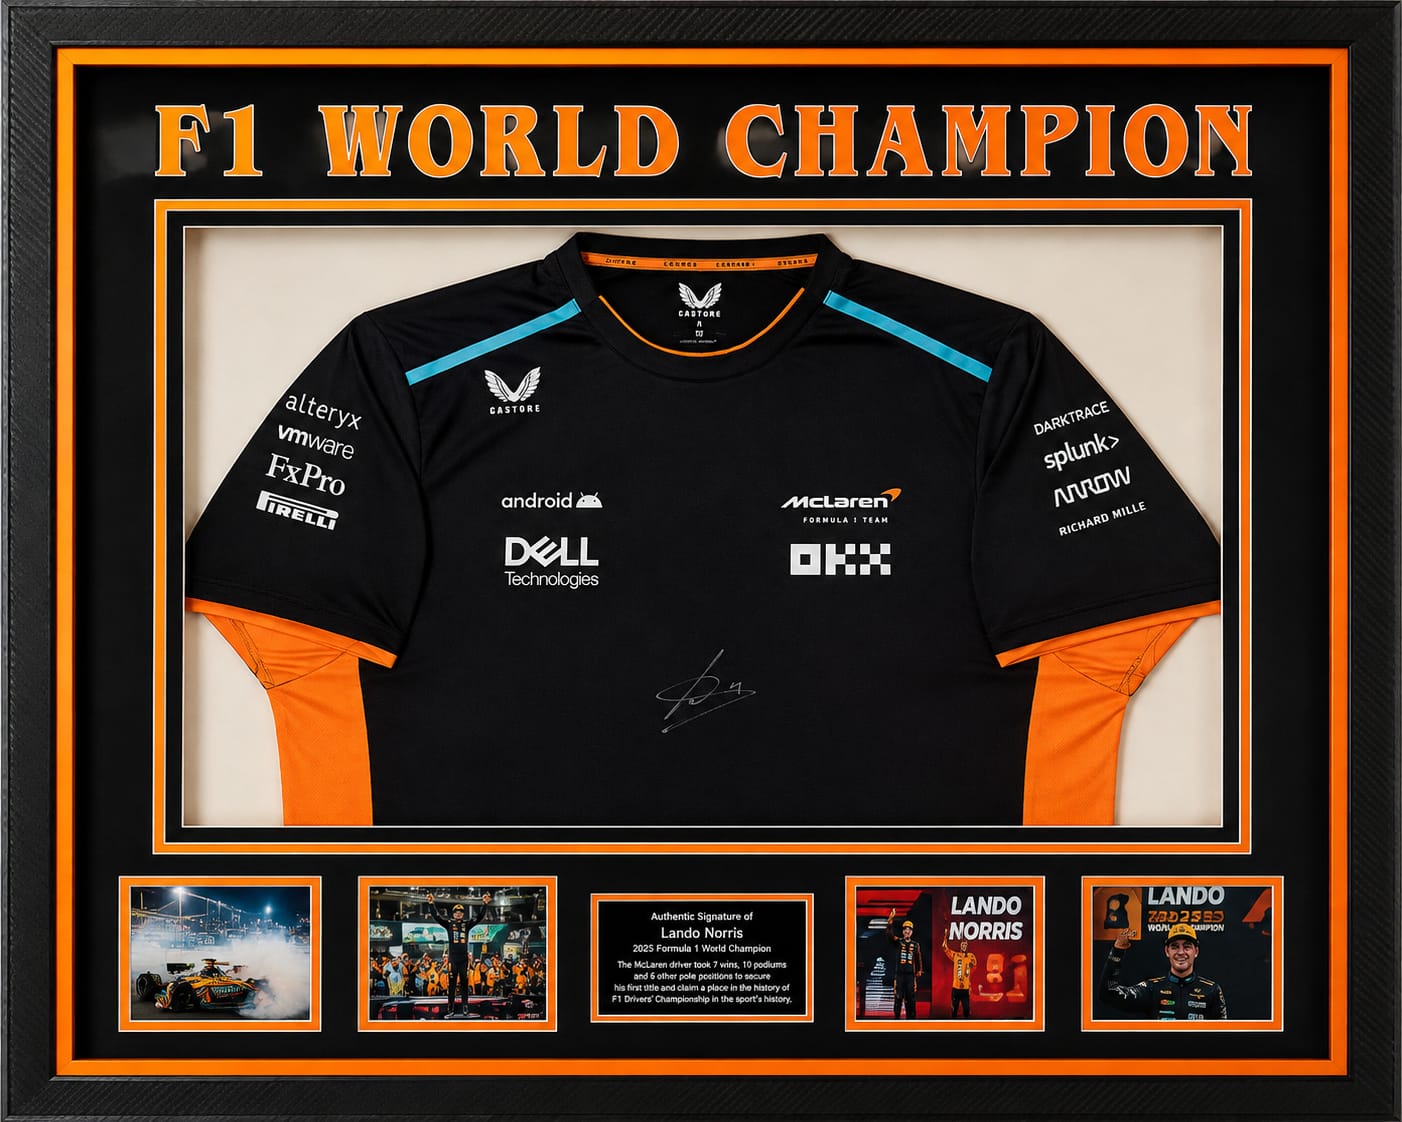 F1 WORLD CHAMPION
CASTORE
CASTORE
alteryx
vmware
FxPro
PIRELLI
android
DELL
Technologies
McLaren
FORMULA 1 TEAM
OKX
DARKTRACE
splunk>
ARROW
RICHARD MILLE
Authentic Signature of
Lando Norris
2025 Formula 1 World Champion
The McLaren driver took 7 wins, 10 podiums
and 6 other pole positions to secure
his first title and claim a place in the history of
F1 Drivers' Championship in the sport's history.
LANDO
NORRIS
LANDO